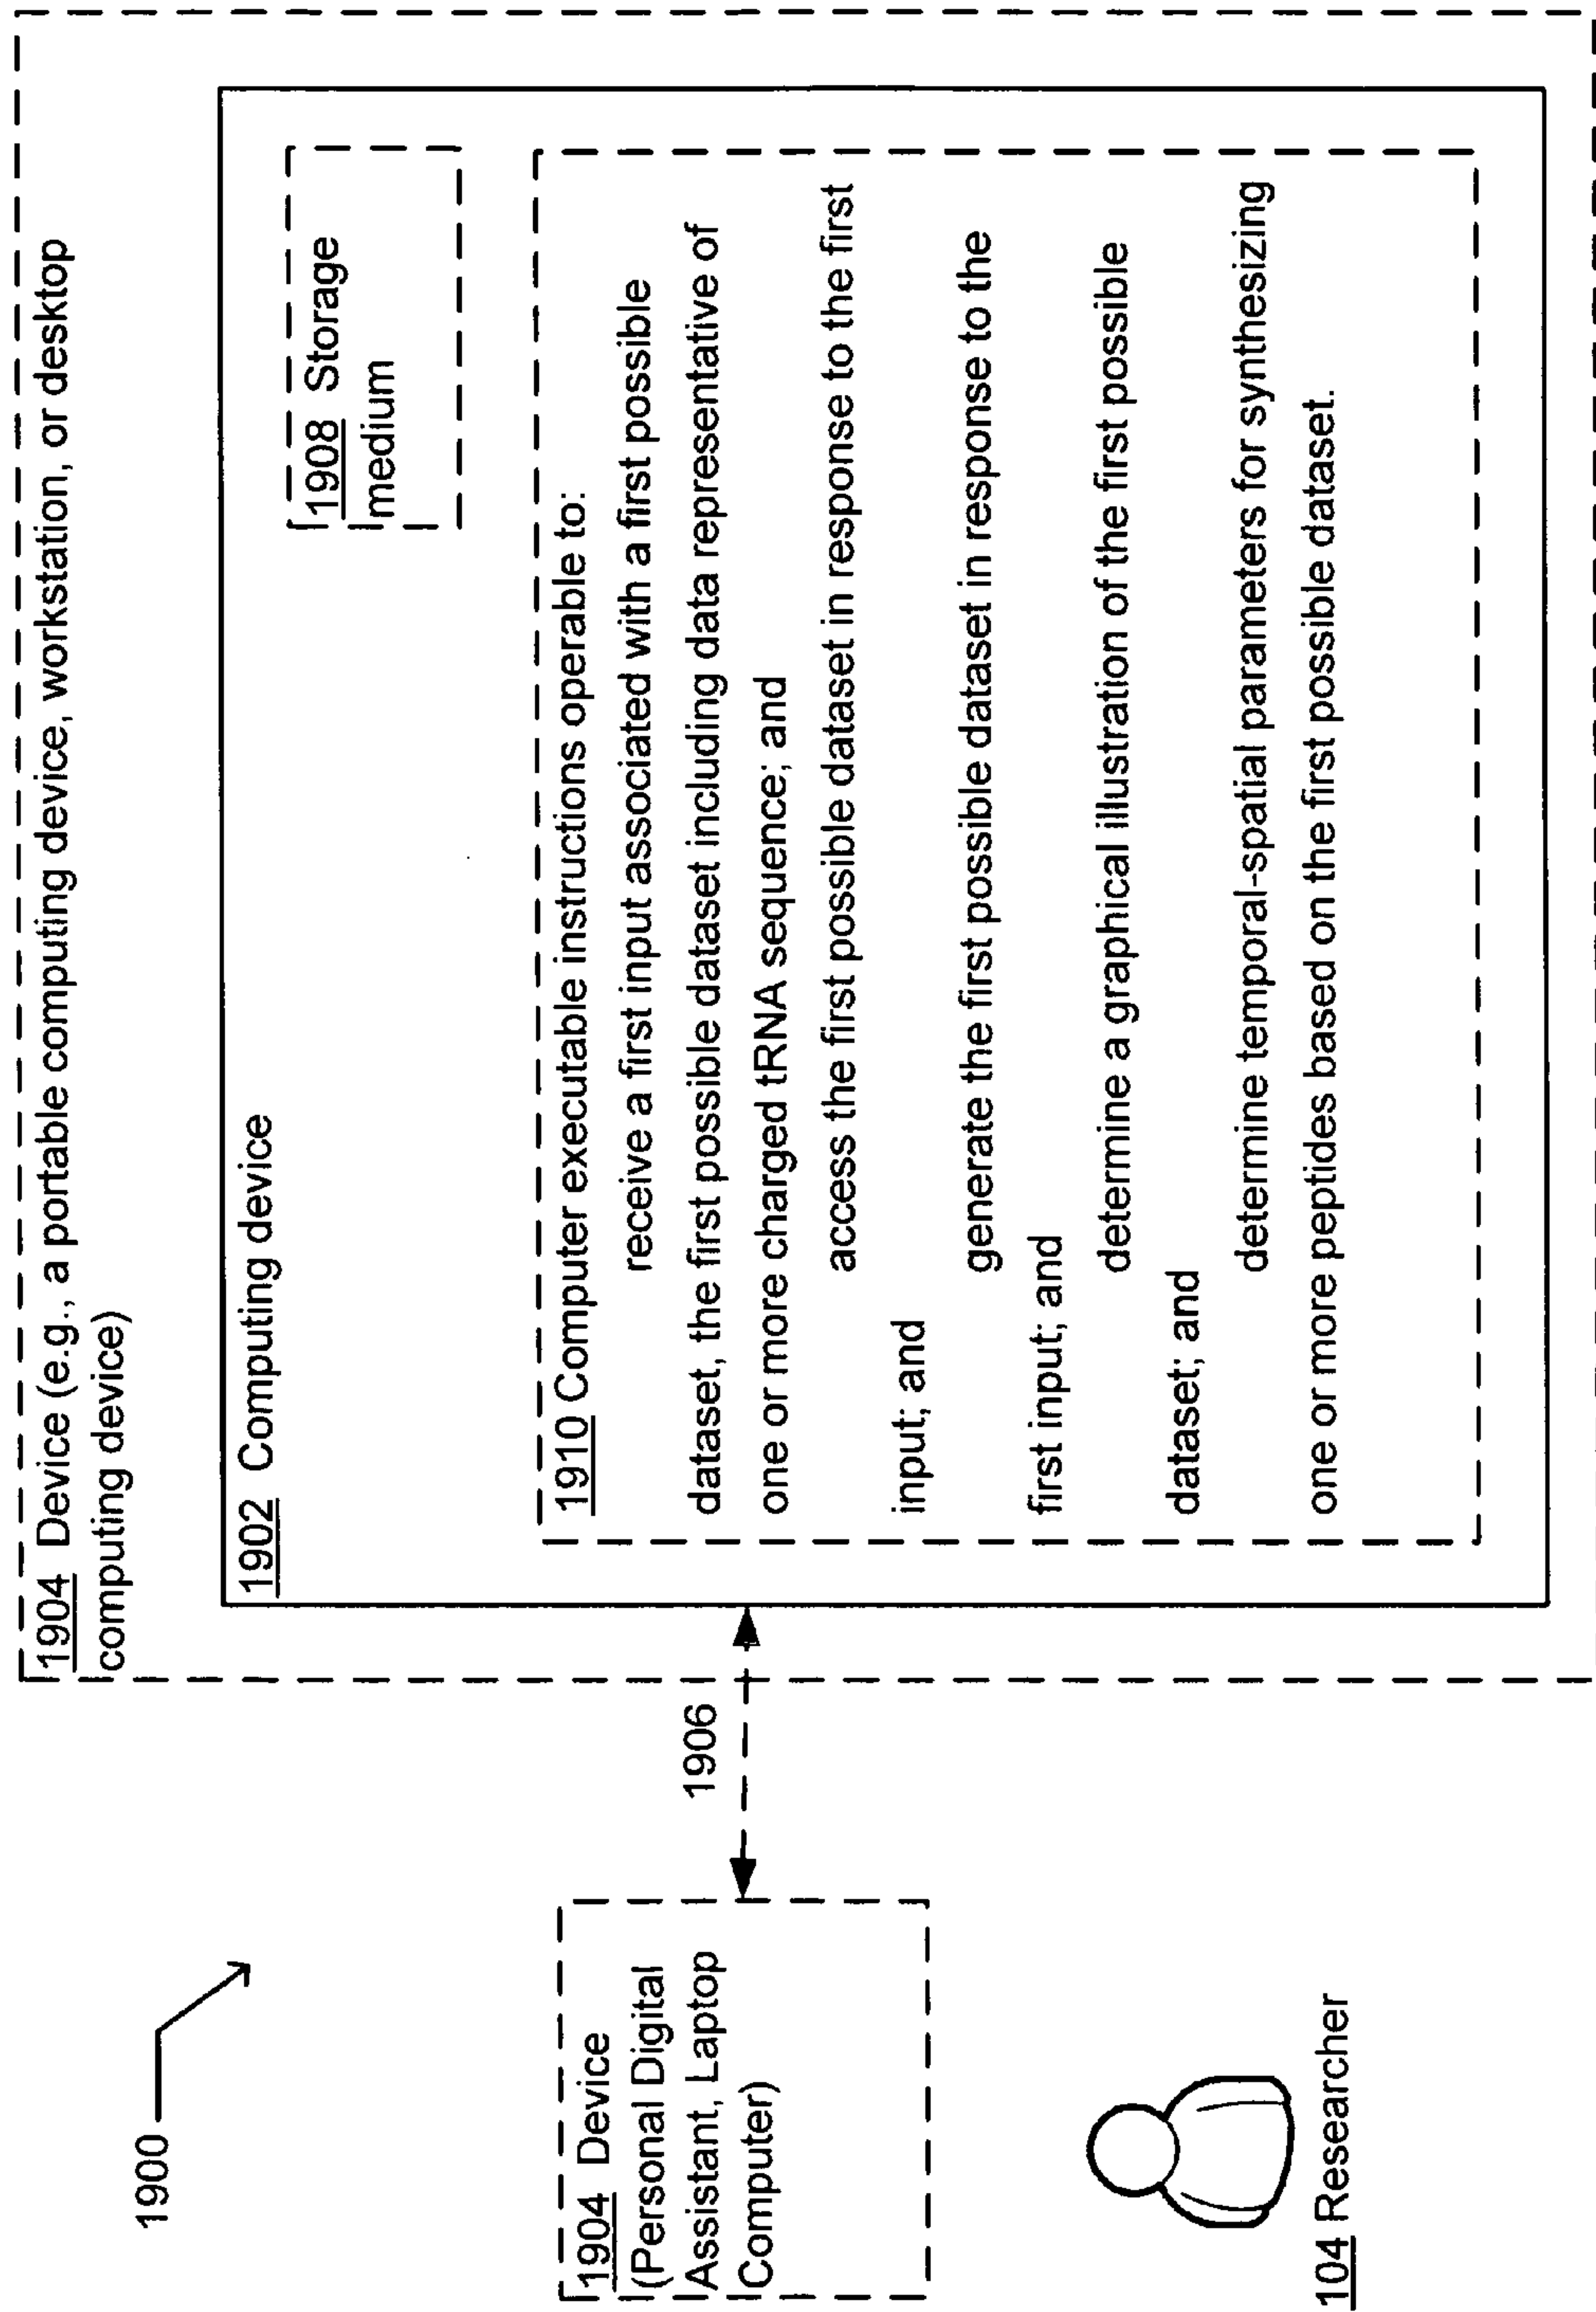 1900
1904 Device (e.g., a portable computing device, workstation, or desktop
computing device)
1902 Computing device
1908 Storage
medium
1910 Computer executable instructions operable to:
receive a first input associated with a first possible
dataset, the first possible dataset including data representative of
one or more charged tRNA sequence; and
access the first possible dataset in response to the first
input; and
generate the first possible dataset in response to the
first input; and
determine a graphical illustration of the first possible
dataset; and
determine temporal-spatial parameters for synthesizing
one or more peptides based on the first possible dataset.
1906
1904 Device
(Personal Digital
Assistant, Laptop
Computer)
104 Researcher